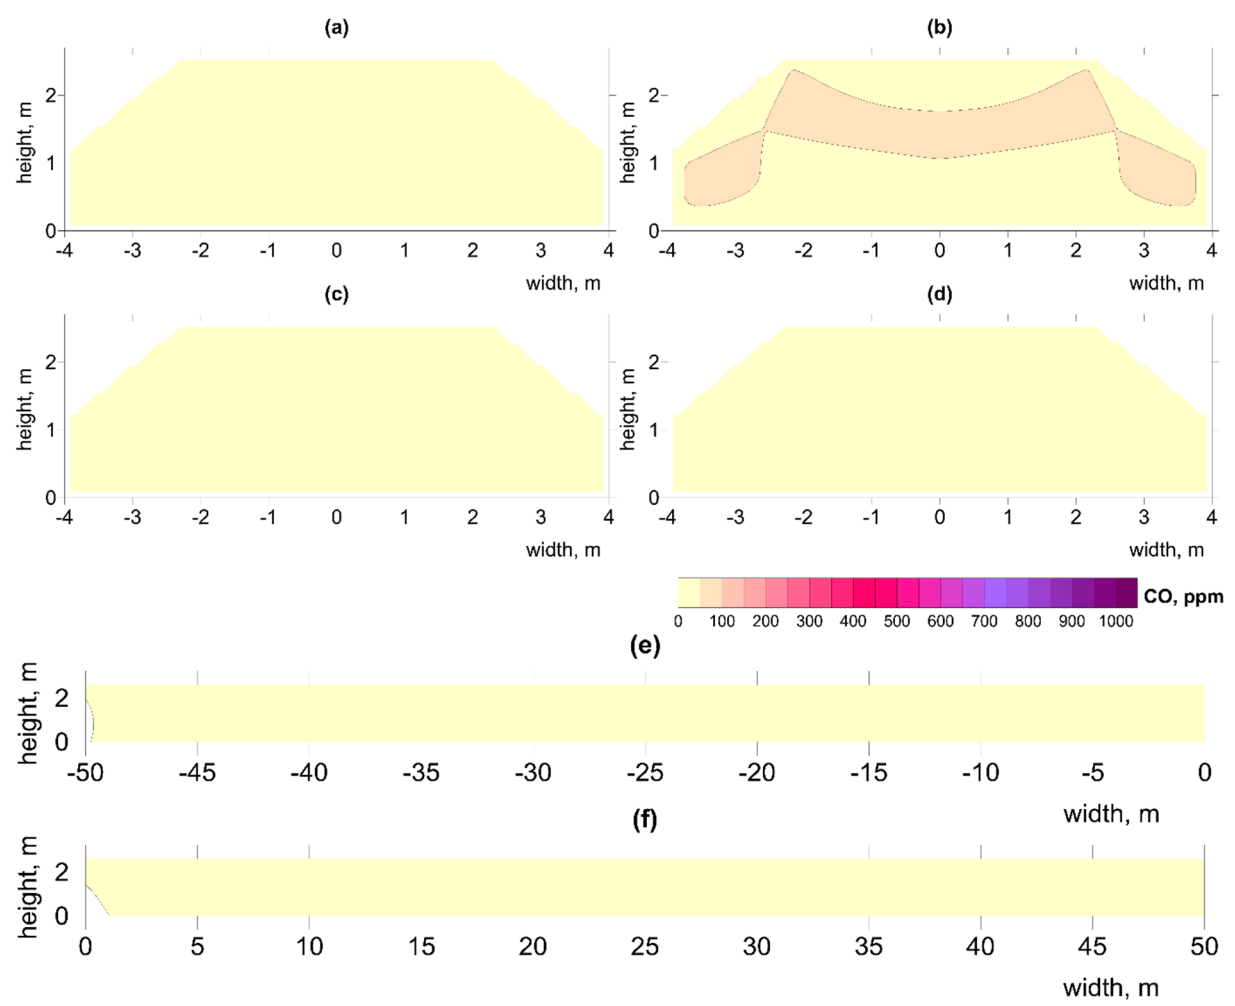 (a) (b)
height, m 2 1 0 height, m 2 1 0
-4 -3 -2 -1 0 1 2 3 4 -4 -3 -2 -1 0 1 2 3 4
width, m width, m
(c) (d)
height, m 2 1 0 height, m 2 1 0
-4 -3 -2 -1 0 1 2 3 4 -4 -3 -2 -1 0 1 2 3 4
width, m width, m
CO, ppm
0 100 200 300 400 500 600 700 800 900 1000
(e)
height, m 2 0
-50 -45 -40 -35 -30 -25 -20 -15 -10 -5 0
width, m
(f)
height, m 2 0
0 5 10 15 20 25 30 35 40 45 50
width, m